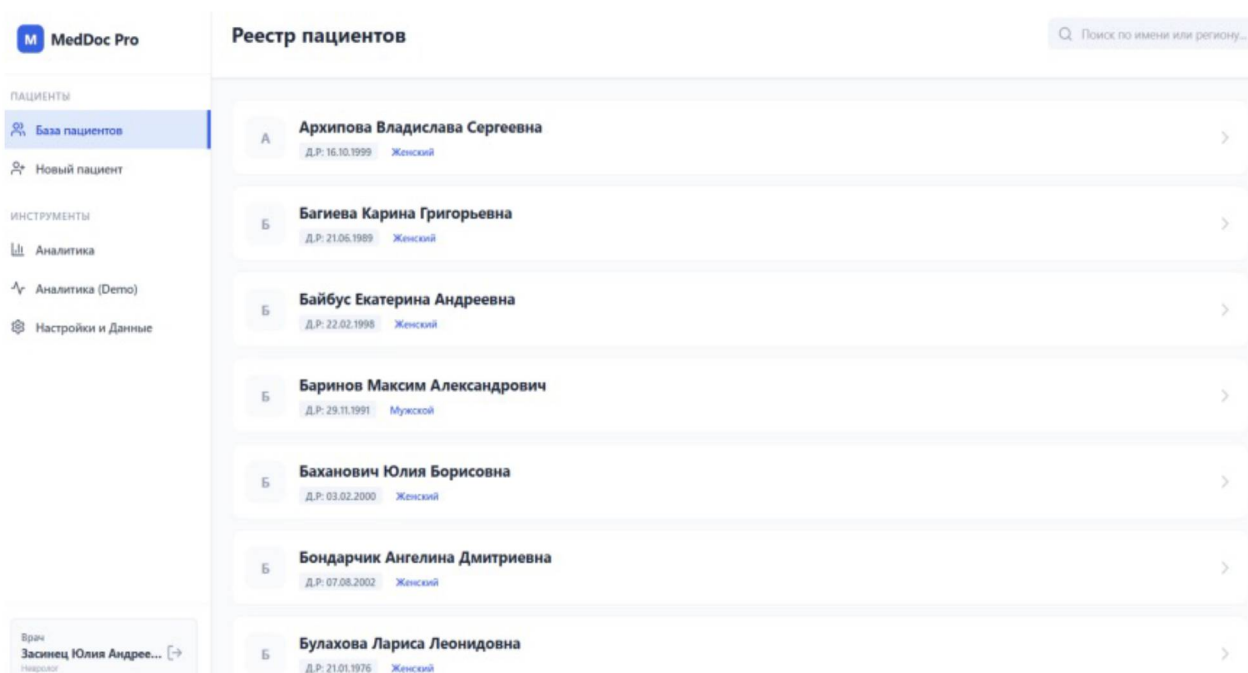 M MedDoc Pro
ПАЦИЕНТЫ
База пациентов
Новый пациент
ИНСТРУМЕНТЫ
Аналитика
Аналитика (Demo)
Настройки и Данные
Врач
Засинец Юлия Андрее...
Невролог
Реестр пациентов
Поиск по имени или региону...
А
Архипова Владислава Сергеевна
Д.Р: 16.10.1999 Женский
Б
Багиева Карина Григорьевна
Д.Р: 21.06.1989 Женский
Б
Байбус Екатерина Андреевна
Д.Р: 22.02.1998 Женский
Б
Баринов Максим Александрович
Д.Р: 29.11.1991 Мужской
Б
Баханович Юлия Борисовна
Д.Р: 03.02.2000 Женский
Б
Бондарчик Ангелина Дмитриевна
Д.Р: 07.08.2002 Женский
Б
Булахова Лариса Леонидовна
Д.Р: 21.01.1976 Женский